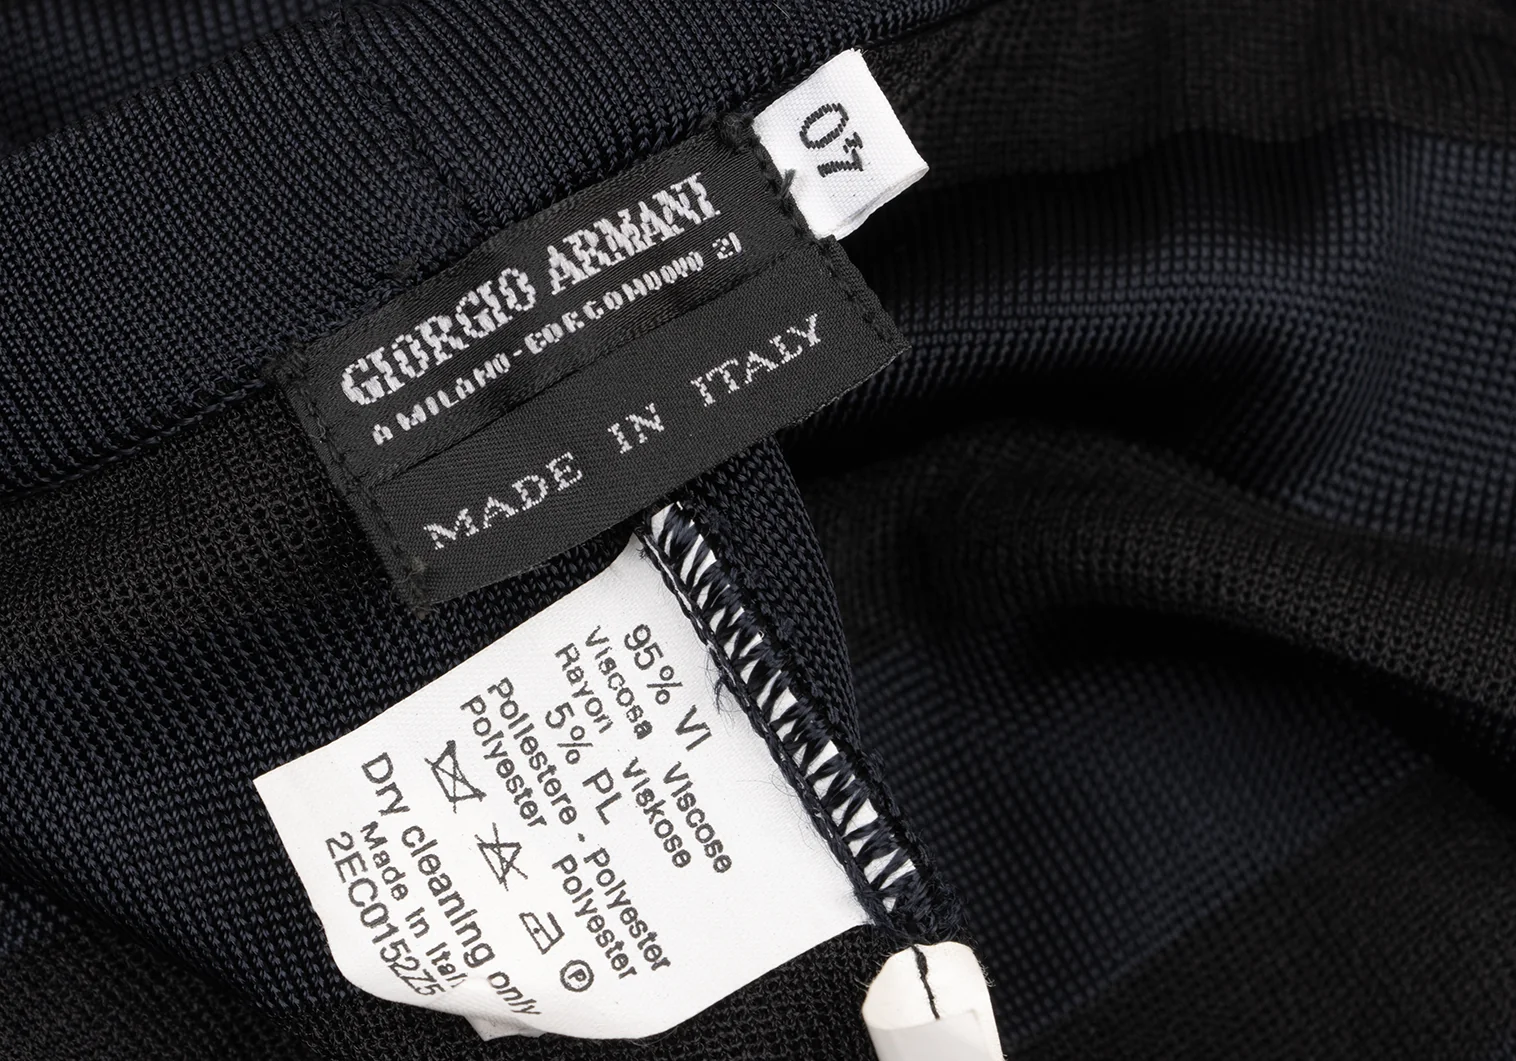 40
GIORGIO ARMANI
A MILANO - BORGONUOVO 21
MADE IN ITALY
95% VI
Viscosa Viscose
Rayon Viskose
5% PL
Poliestere - Polyester
Polyester Polyester
P
Dry cleaning only
Made in Italy
2EC0152Z5